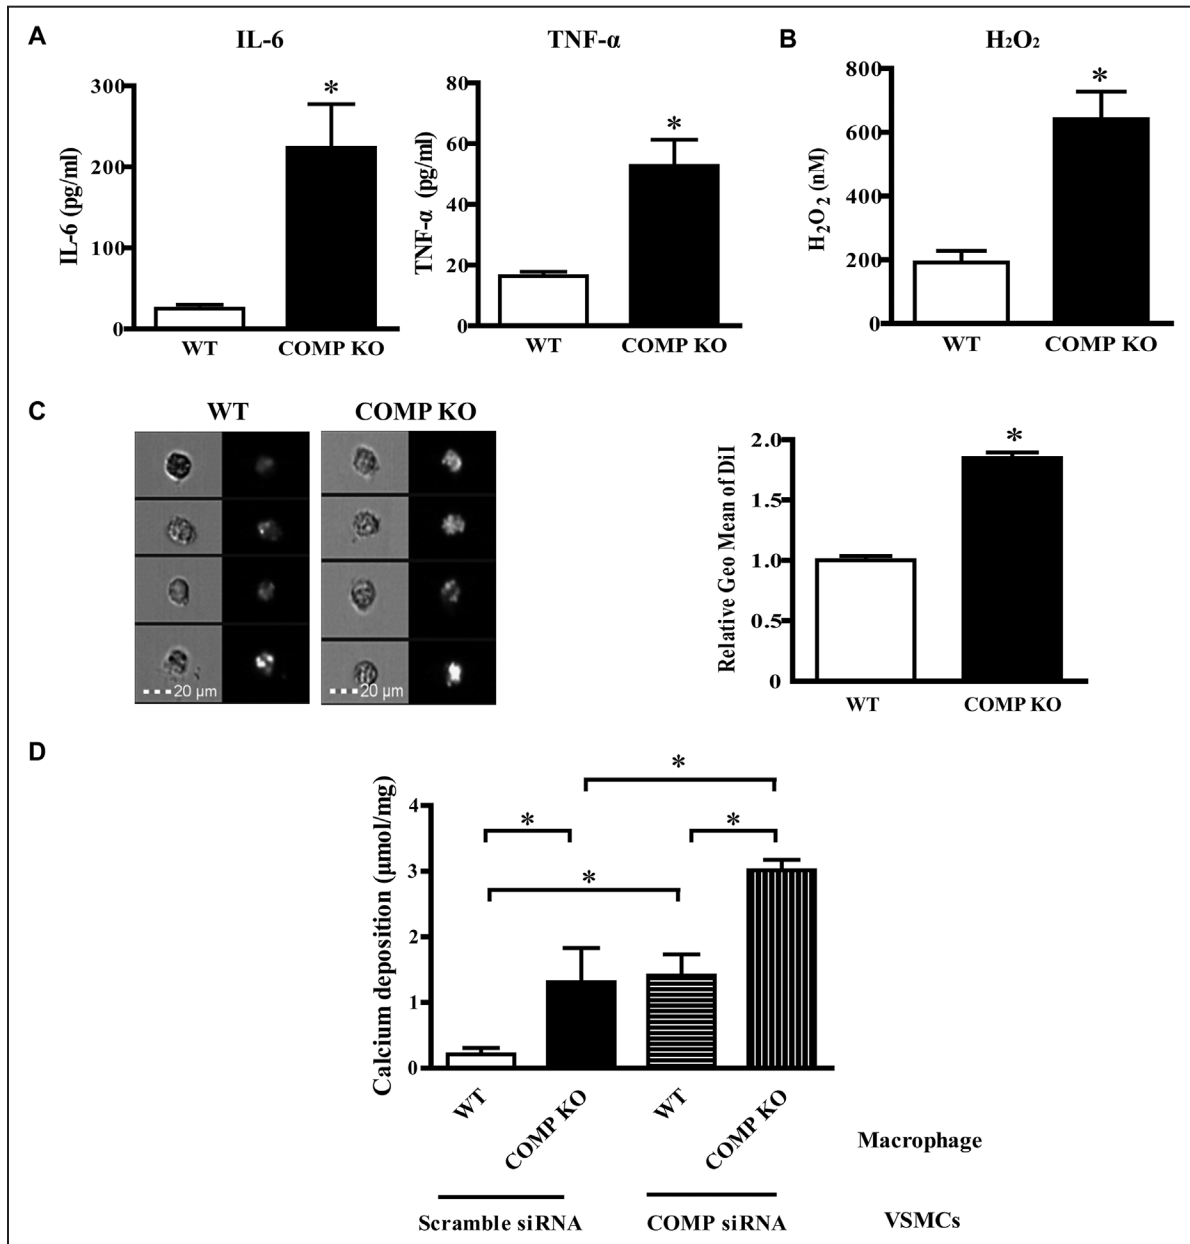 A
IL-6
TNF-α
B
H₂O₂
IL-6 (pg/ml)
300
200
100
0
*
WT
COMP KO
TNF-α (pg/ml)
80
60
40
20
0
*
WT
COMP KO
H₂O₂ (nM)
800
600
400
200
0
*
WT
COMP KO
C
WT
COMP KO
20 µm
20 µm
Relative Geo Mean of DiI
2.0
1.5
1.0
0.5
0
*
WT
COMP KO
D
Calcium deposition (µmol/mg)
4
3
2
1
0
*
*
*
*
WT
COMP KO
WT
COMP KO
Macrophage
Scramble siRNA
COMP siRNA
VSMCs